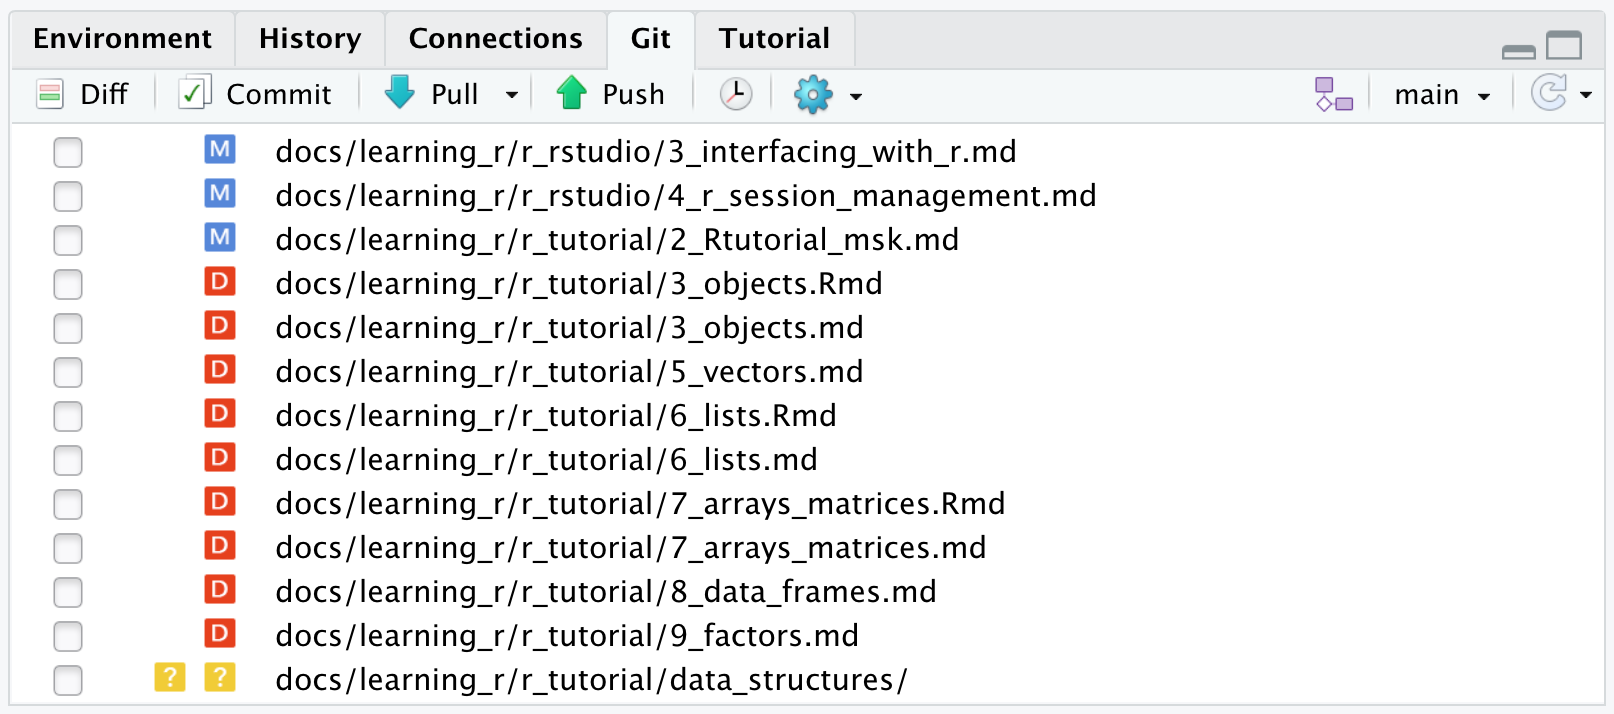 Environment History Connections Git Tutorial
Diff Commit Pull Push main
M docs/learning_r/r_rstudio/3_interfacing_with_r.md
M docs/learning_r/r_rstudio/4_r_session_management.md
M docs/learning_r/r_tutorial/2_Rtutorial_msk.md
D docs/learning_r/r_tutorial/3_objects.Rmd
D docs/learning_r/r_tutorial/3_objects.md
D docs/learning_r/r_tutorial/5_vectors.md
D docs/learning_r/r_tutorial/6_lists.Rmd
D docs/learning_r/r_tutorial/6_lists.md
D docs/learning_r/r_tutorial/7_arrays_matrices.Rmd
D docs/learning_r/r_tutorial/7_arrays_matrices.md
D docs/learning_r/r_tutorial/8_data_frames.md
D docs/learning_r/r_tutorial/9_factors.md
? ? docs/learning_r/r_tutorial/data_structures/